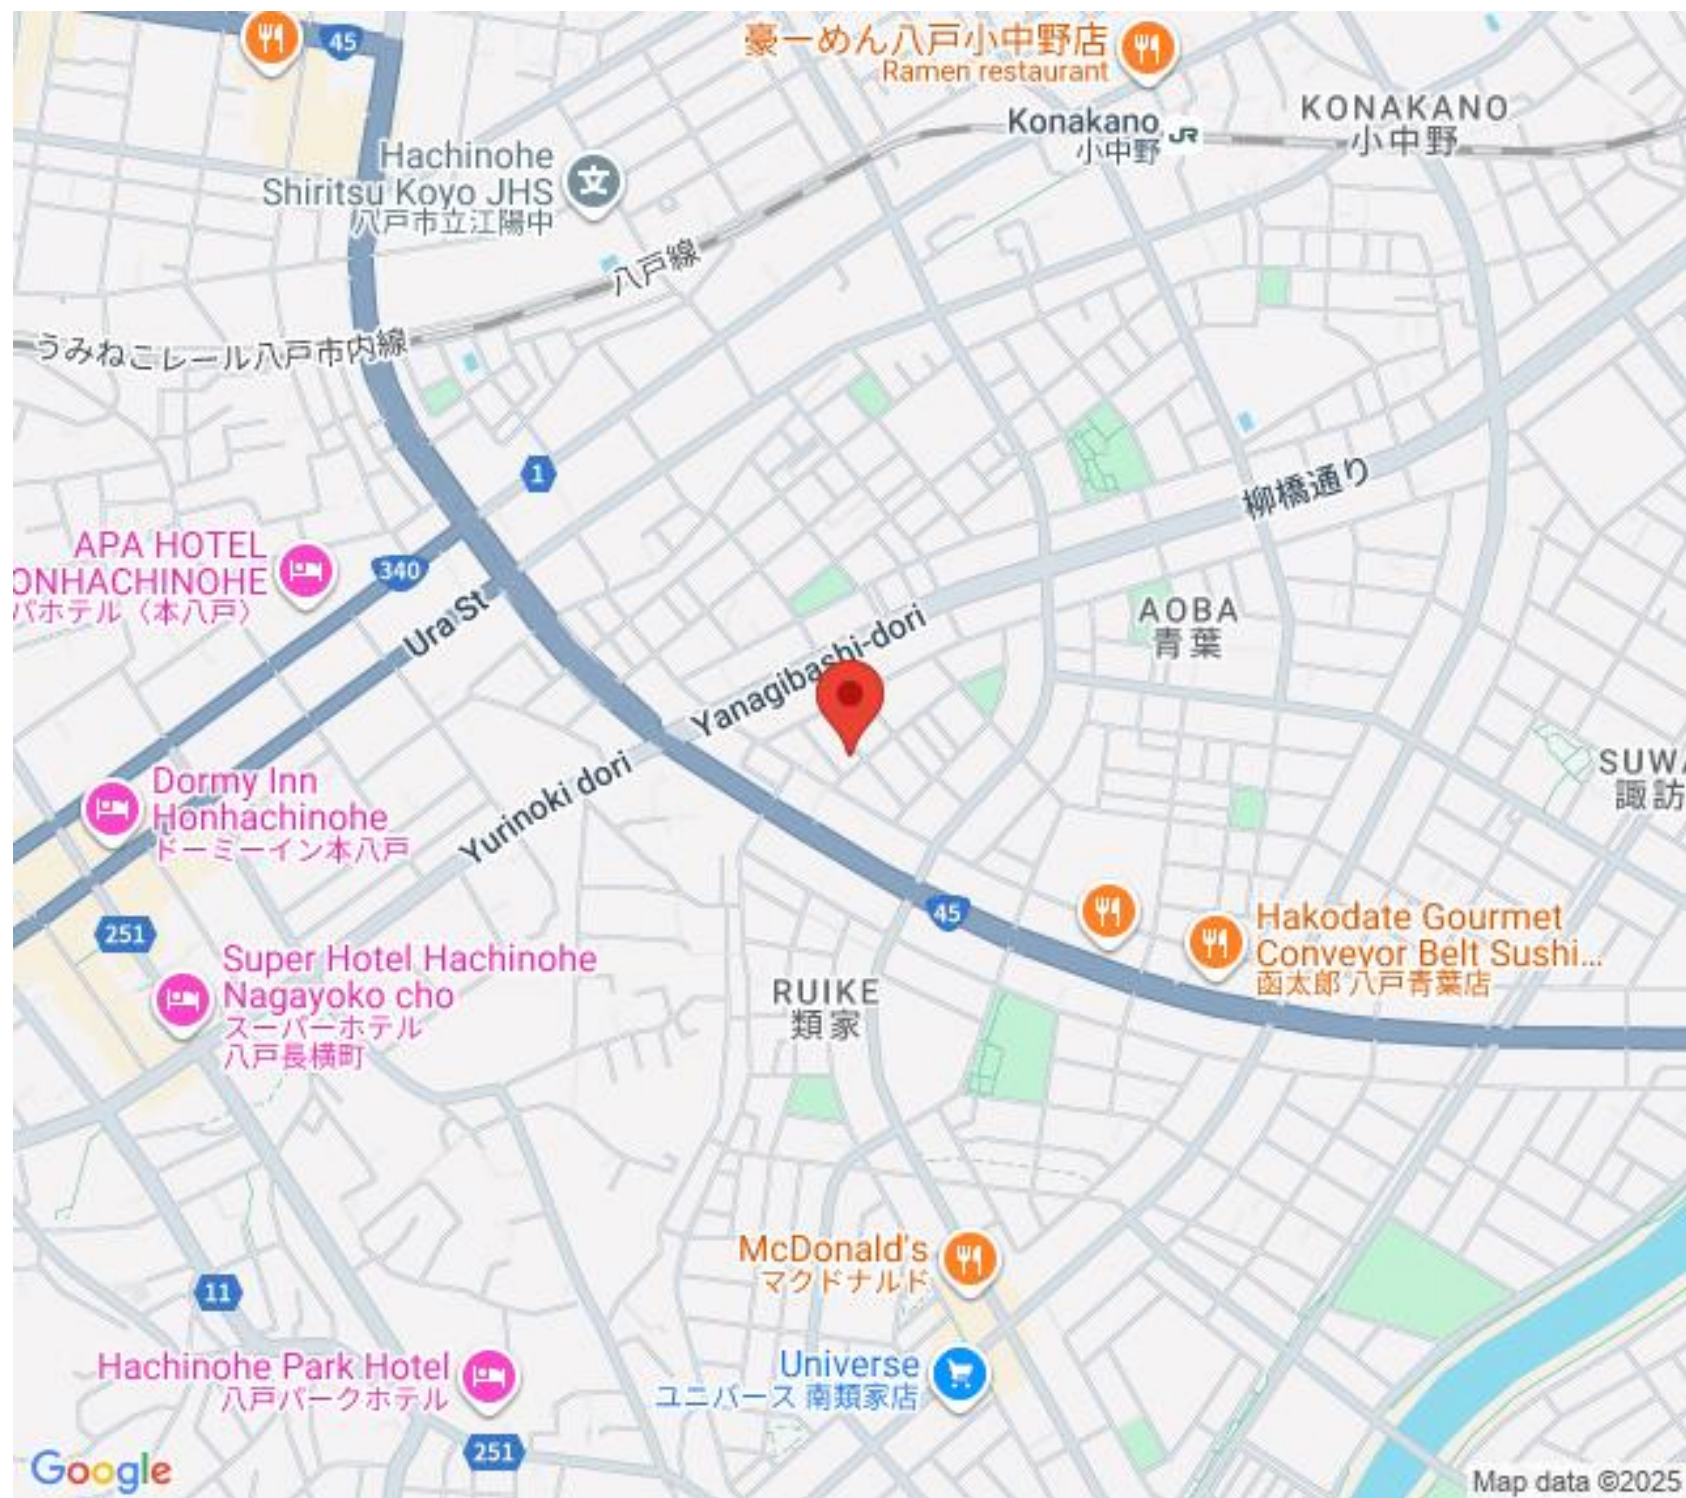 45
豪一めん八戸小中野店
Ramen restaurant
Konakano
小中野
JR
KONAKANO
小中野
Hachinohe
Shiritsu Koyo JHS
八戸市立江陽中
文
八戸線
うみねこレール八戸市内線
1
柳橋通り
APA HOTEL
ONHACHINOHE
パホテル〈本八戸〉
340
Ura St
AOBA
青葉
Yanagibashi-dori
Yurinoki dori
SUWA
諏訪
Dormy Inn
Honhachinohe
ドーミーイン本八戸
251
45
Hakodate Gourmet
Conveyor Belt Sushi...
函太郎 八戸青葉店
Super Hotel Hachinohe
Nagayoko cho
スーパーホテル
八戸長横町
RUIKE
類家
McDonald's
マクドナルド
11
Universe
ユニバース 南類家店
Hachinohe Park Hotel
八戸パークホテル
251
Google
Map data ©2025